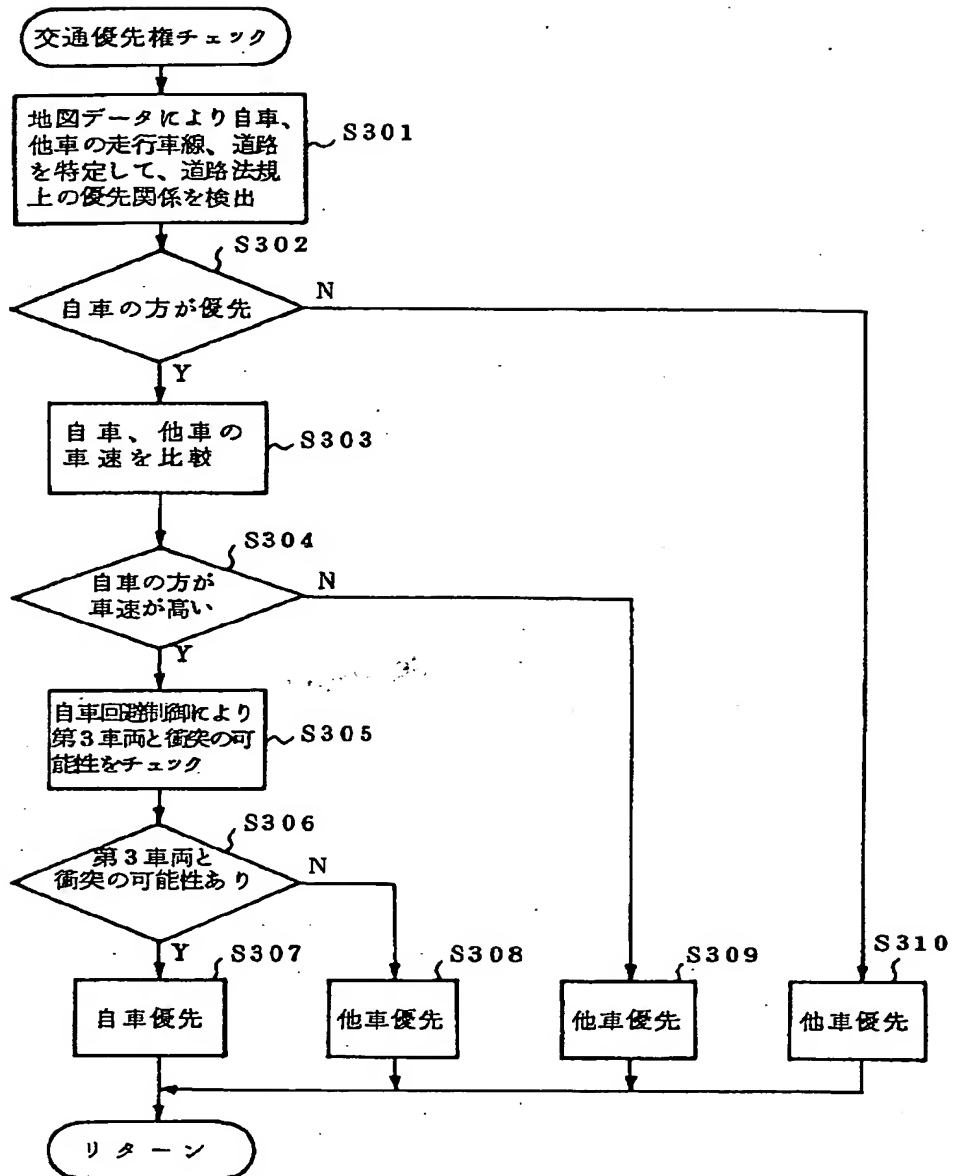 交通優先権チェック
地図データにより自車、
他車の走行車線、道路
を特定して、道路法規
上の優先関係を検出
S301
S302
自車の方が優先
N
Y
自車、他車の
車速を比較
S303
S304
自車の方が
車速が高い
N
Y
自車回避制御により
第3車両と衝突の可
能性をチェック
S305
S306
第3車両と
衝突の可能性あり
N
Y
S307
自車優先
S308
他車優先
S309
他車優先
S310
他車優先
リターン